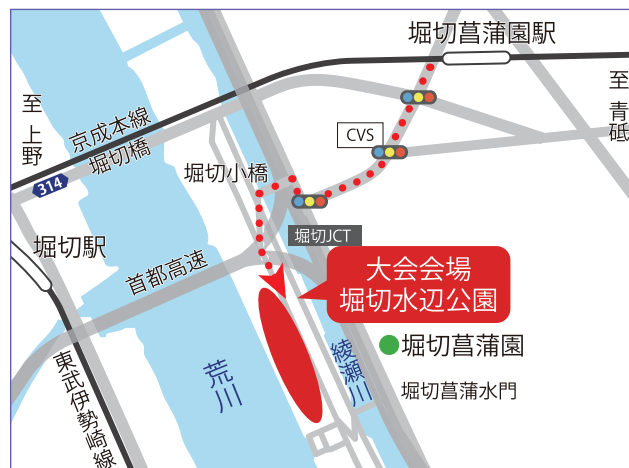 堀切菖蒲園駅
至 青砥
至 上野
京成本線
堀切橋
314
CVS
堀切小橋
堀切駅
堀切JCT
首都高速
大会会場
堀切水辺公園
堀切菖蒲園
綾瀬川
荒川
堀切菖蒲水門
東武伊勢崎線